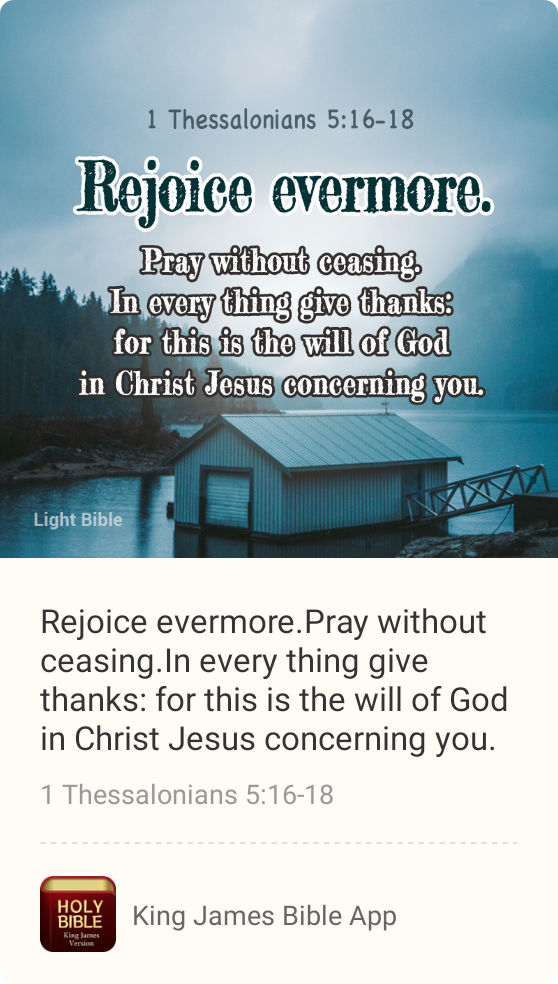 1 Thessalonians 5:16-18
Rejoice evermore.
Pray without ceasing.
In every thing give thanks:
for this is the will of God
in Christ Jesus concerning you.
Light Bible
Rejoice evermore.Pray without
ceasing.In every thing give
thanks: for this is the will of God
in Christ Jesus concerning you.
1 Thessalonians 5:16-18
HOLY
BIBLE
King James
Version
King James Bible App